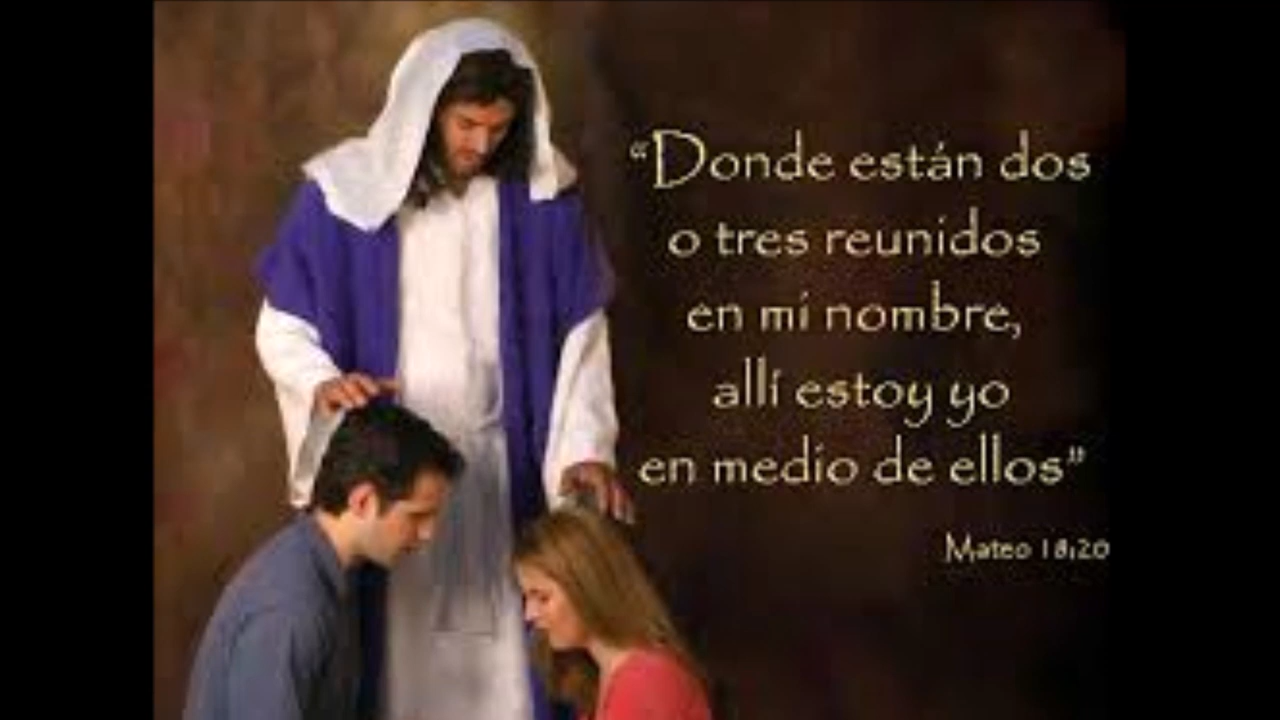 “Donde están dos
o tres reunidos
en mi nombre,
allí estoy yo
en medio de ellos”
Mateo 18:20